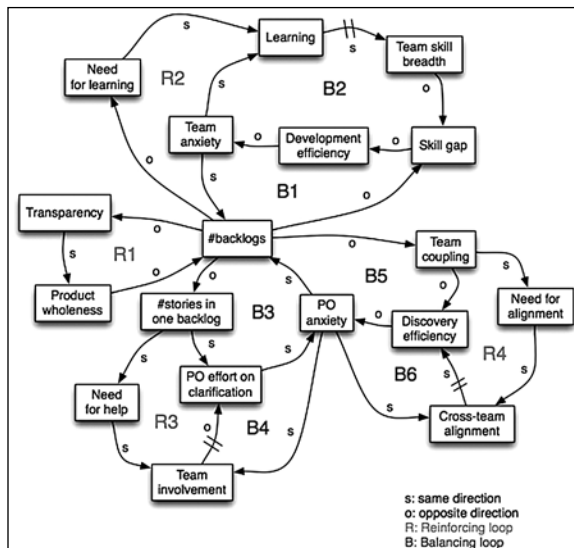 Learning
s
s
Team skill
breadth
Need
for learning
R2
s
B2
o
Team
anxiety
o
Development
efficiency
o
Skill gap
o
s
B1
o
Transparency
o
#backlogs
o
Team
coupling
s
R1
B5
s
o
s
o
o
Product
wholeness
#stories in
one backlog
B3
PO
anxiety
o
Discovery
efficiency
Need for
alignment
s
s
s
R4
Need
for help
PO effort on
clarification
B6
s
s
R3
o
B4
s
s
s
Cross-team
alignment
Team
involvement
s: same direction
o: opposite direction
R: Reinforcing loop
B: Balancing loop